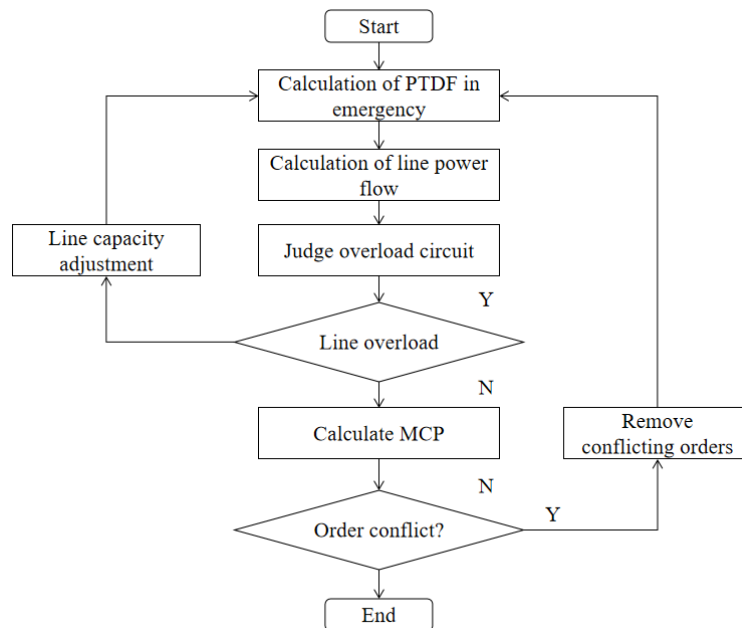 Start
Calculation of PTDF in
emergency
Calculation of line power
flow
Line capacity
adjustment
Judge overload circuit
Y
Line overload
N
Calculate MCP
Remove
conflicting orders
N
Order conflict?
Y
End